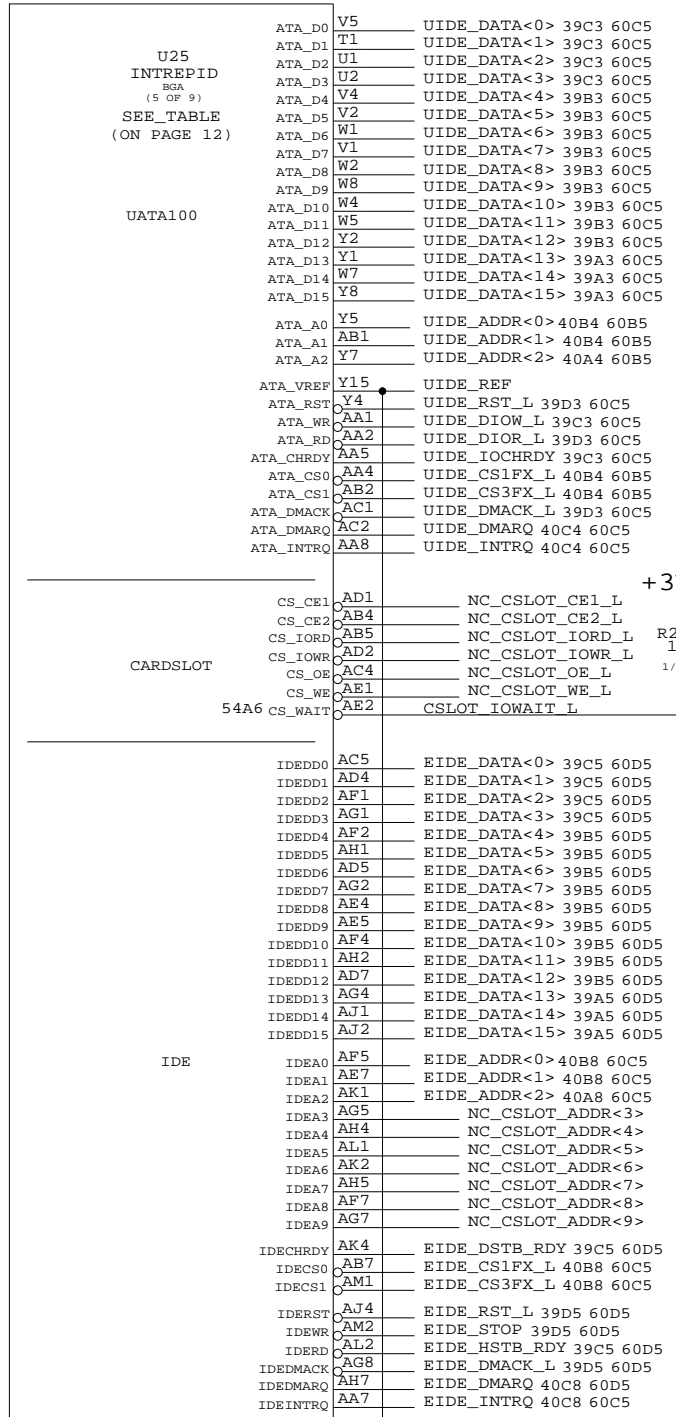 U25
INTREPID
BGA
(5 OF 9)
SEE_TABLE
(ON PAGE 12)
UATA100
ATA_D0 V5 UIDE_DATA<0> 39C3 60C5
ATA_D1 T1 UIDE_DATA<1> 39C3 60C5
ATA_D2 U1 UIDE_DATA<2> 39C3 60C5
ATA_D3 U2 UIDE_DATA<3> 39C3 60C5
ATA_D4 V4 UIDE_DATA<4> 39B3 60C5
ATA_D5 V2 UIDE_DATA<5> 39B3 60C5
ATA_D6 W1 UIDE_DATA<6> 39B3 60C5
ATA_D7 V1 UIDE_DATA<7> 39B3 60C5
ATA_D8 W2 UIDE_DATA<8> 39B3 60C5
ATA_D9 W8 UIDE_DATA<9> 39B3 60C5
ATA_D10 W4 UIDE_DATA<10> 39B3 60C5
ATA_D11 W5 UIDE_DATA<11> 39B3 60C5
ATA_D12 Y2 UIDE_DATA<12> 39B3 60C5
ATA_D13 Y1 UIDE_DATA<13> 39A3 60C5
ATA_D14 W7 UIDE_DATA<14> 39A3 60C5
ATA_D15 Y8 UIDE_DATA<15> 39A3 60C5
ATA_A0 Y5 UIDE_ADDR<0> 40B4 60B5
ATA_A1 AB1 UIDE_ADDR<1> 40B4 60B5
ATA_A2 Y7 UIDE_ADDR<2> 40A4 60B5
ATA_VREF Y15 UIDE_REF
ATA_RST Y4 UIDE_RST_L 39D3 60C5
ATA_WR AA1 UIDE_DIOW_L 39C3 60C5
ATA_RD AA2 UIDE_DIOR_L 39D3 60C5
ATA_CHRDY AA5 UIDE_IOCHRDY 39C3 60C5
ATA_CS0 AA4 UIDE_CS1FX_L 40B4 60B5
ATA_CS1 AB2 UIDE_CS3FX_L 40B4 60B5
ATA_DMACK AC1 UIDE_DMACK_L 39D3 60C5
ATA_DMARQ AC2 UIDE_DMARQ 40C4 60C5
ATA_INTRQ AA8 UIDE_INTRQ 40C4 60C5
+3
CARDSLOT
CS_CE1 AD1 NC_CSLOT_CE1_L
CS_CE2 AB4 NC_CSLOT_CE2_L
CS_IORD AB5 NC_CSLOT_IORD_L R2
CS_IOWR AD2 NC_CSLOT_IOWR_L 1
CS_OE AC4 NC_CSLOT_OE_L 1/
CS_WE AE1 NC_CSLOT_WE_L
54A6 CS_WAIT AE2 CSLOT_IOWAIT_L
IDEDD0 AC5 EIDE_DATA<0> 39C5 60D5
IDEDD1 AD4 EIDE_DATA<1> 39C5 60D5
IDEDD2 AF1 EIDE_DATA<2> 39C5 60D5
IDEDD3 AG1 EIDE_DATA<3> 39C5 60D5
IDEDD4 AF2 EIDE_DATA<4> 39B5 60D5
IDEDD5 AH1 EIDE_DATA<5> 39B5 60D5
IDEDD6 AD5 EIDE_DATA<6> 39B5 60D5
IDEDD7 AG2 EIDE_DATA<7> 39B5 60D5
IDEDD8 AE4 EIDE_DATA<8> 39B5 60D5
IDEDD9 AE5 EIDE_DATA<9> 39B5 60D5
IDEDD10 AF4 EIDE_DATA<10> 39B5 60D5
IDEDD11 AH2 EIDE_DATA<11> 39B5 60D5
IDEDD12 AD7 EIDE_DATA<12> 39B5 60D5
IDEDD13 AG4 EIDE_DATA<13> 39A5 60D5
IDEDD14 AJ1 EIDE_DATA<14> 39A5 60D5
IDEDD15 AJ2 EIDE_DATA<15> 39A5 60D5
IDE
IDEA0 AF5 EIDE_ADDR<0> 40B8 60C5
IDEA1 AE7 EIDE_ADDR<1> 40B8 60C5
IDEA2 AK1 EIDE_ADDR<2> 40A8 60C5
IDEA3 AG5 NC_CSLOT_ADDR<3>
IDEA4 AH4 NC_CSLOT_ADDR<4>
IDEA5 AL1 NC_CSLOT_ADDR<5>
IDEA6 AK2 NC_CSLOT_ADDR<6>
IDEA7 AH5 NC_CSLOT_ADDR<7>
IDEA8 AF7 NC_CSLOT_ADDR<8>
IDEA9 AG7 NC_CSLOT_ADDR<9>
IDECHRDY AK4 EIDE_DSTB_RDY 39C5 60D5
IDECS0 AB7 EIDE_CS1FX_L 40B8 60C5
IDECS1 AM1 EIDE_CS3FX_L 40B8 60C5
IDERST AJ4 EIDE_RST_L 39D5 60D5
IDEWR AM2 EIDE_STOP 39D5 60D5
IDERD AL2 EIDE_HSTB_RDY 39C5 60D5
IDEDMACK AG8 EIDE_DMACK_L 39D5 60D5
IDEDMARQ AH7 EIDE_DMARQ 40C8 60D5
IDEINTRQ AA7 EIDE_INTRQ 40C8 60C5